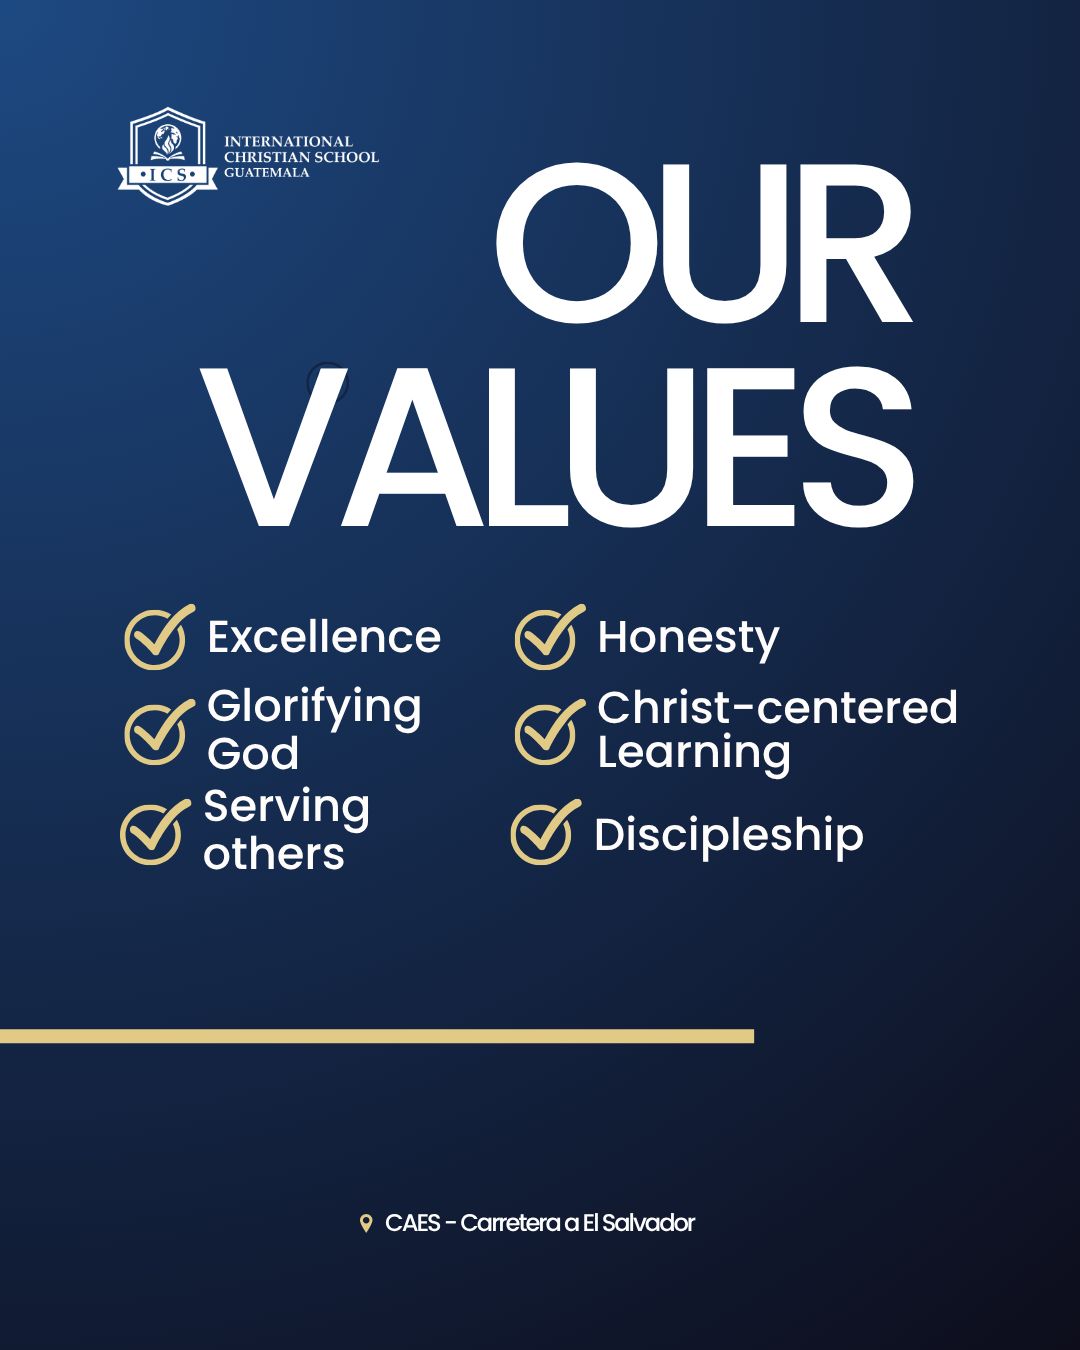 INTERNATIONAL
CHRISTIAN SCHOOL
GUATEMALA
ICS
OUR
VALUES
Excellence
Glorifying
God
Serving
others
Honesty
Christ-centered
Learning
Discipleship
CAES - Carretera a El Salvador